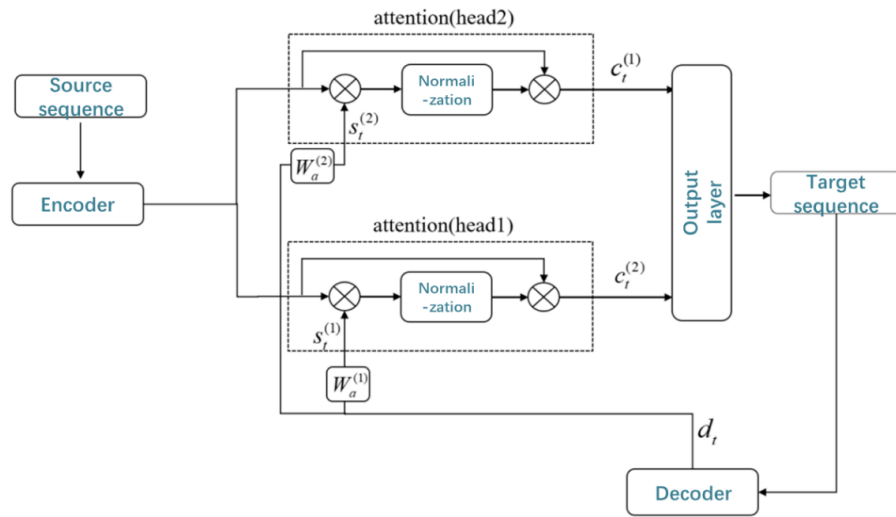 attention(head2)
Source
sequence
Encoder
Normali
-zation
s_t^{(2)}
W_a^{(2)}
c_t^{(1)}
attention(head1)
Normali
-zation
s_t^{(1)}
W_a^{(1)}
c_t^{(2)}
Output
layer
Target
sequence
d_t
Decoder